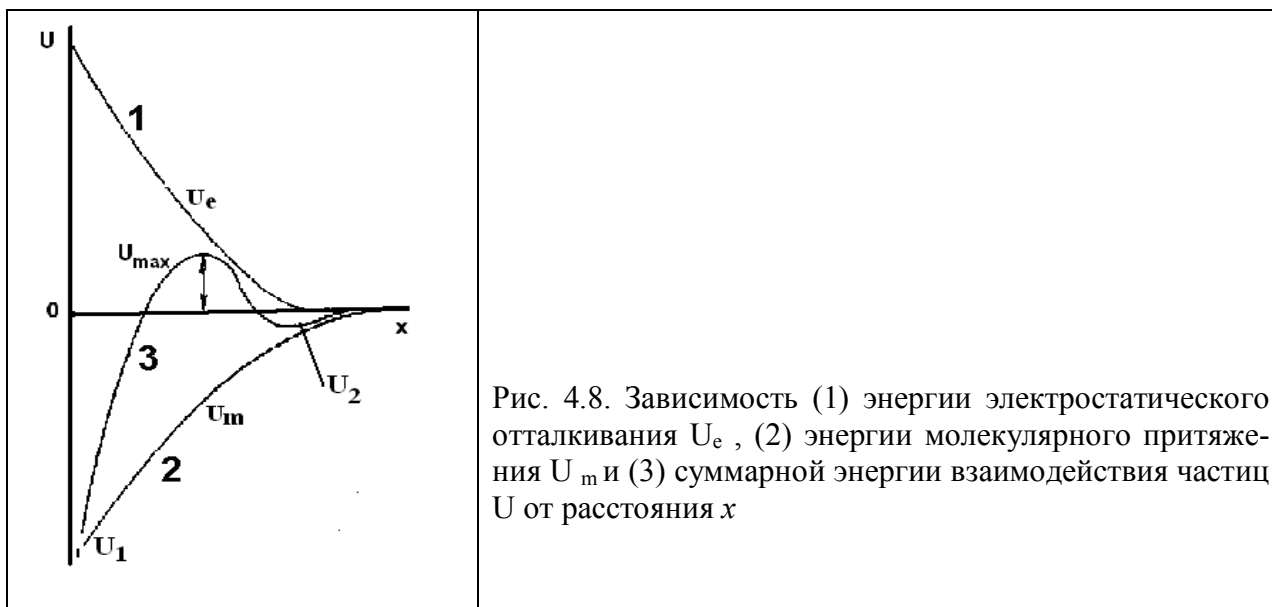 U
1
Ue
Umax
0
x
3
U2
Um
2
U1
Рис. 4.8. Зависимость (1) энергии электростатического
отталкивания Uе , (2) энергии молекулярного притяже-
ния U m и (3) суммарной энергии взаимодействия частиц
U от расстояния x